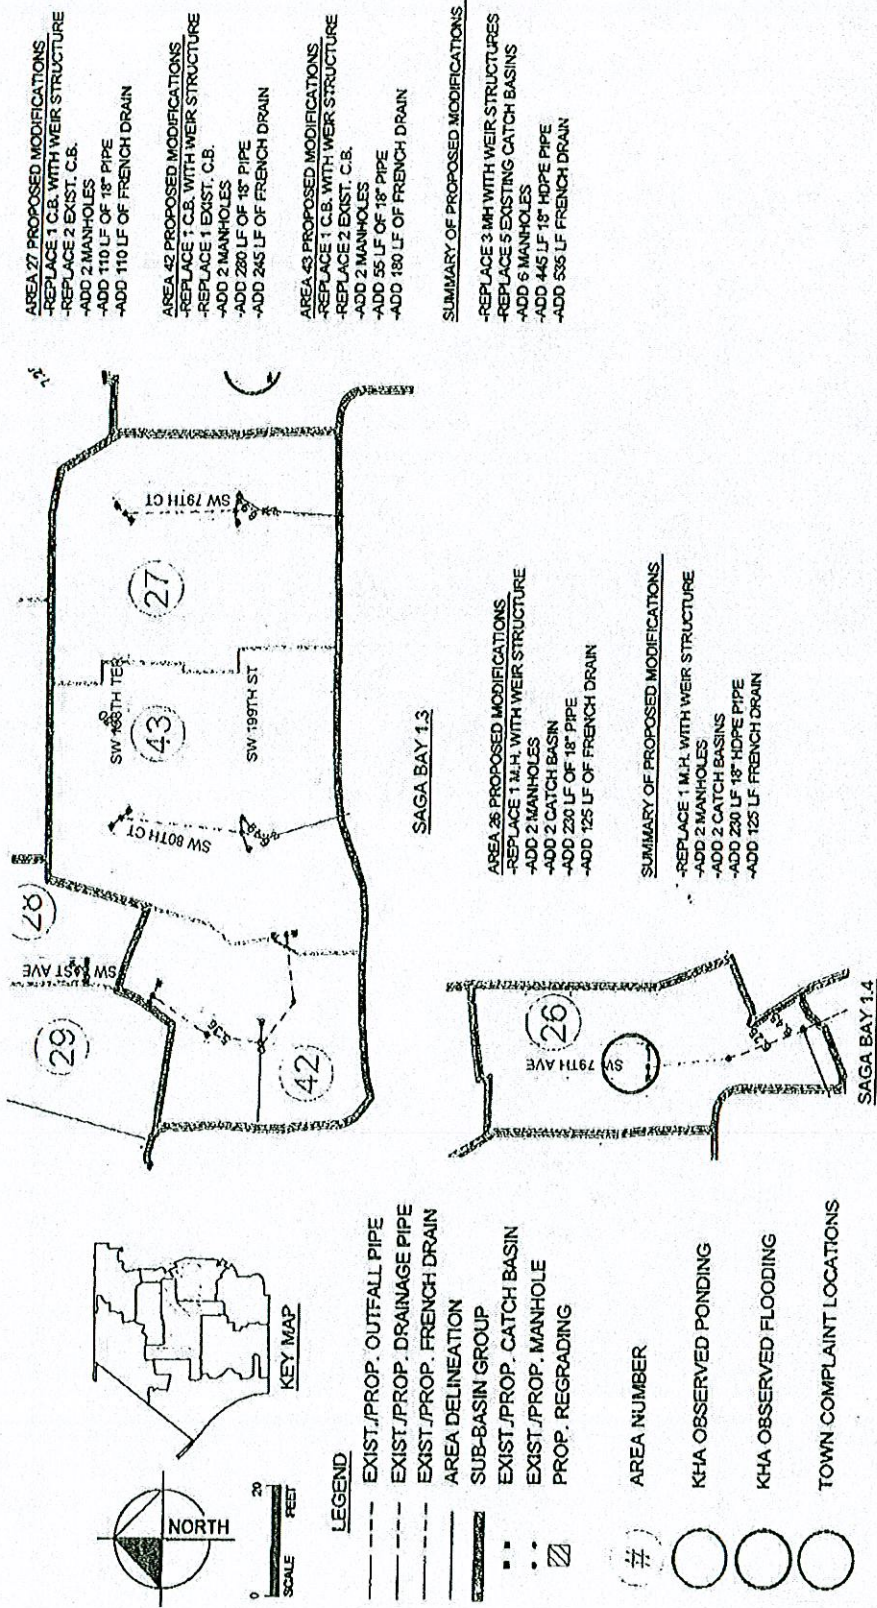 AREA 27 PROPOSED MODIFICATIONS
-REPLACE 1 C.B. WITH WEIR STRUCTURE
-REPLACE 2 EXIST. C.B.
-ADD 2 MANHOLES
-ADD 110 LF OF 18" PIPE
-ADD 110 LF OF FRENCH DRAIN
AREA 42 PROPOSED MODIFICATIONS
-REPLACE 1 C.B. WITH WEIR STRUCTURE
-REPLACE 1 EXIST. C.B.
-ADD 2 MANHOLES
-ADD 280 LF OF 18" PIPE
-ADD 245 LF OF FRENCH DRAIN
AREA 43 PROPOSED MODIFICATIONS
-REPLACE 1 C.B. WITH WEIR STRUCTURE
-REPLACE 2 EXIST. C.B.
-ADD 2 MANHOLES
-ADD 55 LF OF 18" PIPE
-ADD 180 LF OF FRENCH DRAIN
SUMMARY OF PROPOSED MODIFICATIONS
-REPLACE 3 MH WITH WEIR STRUCTURES
-REPLACE 5 EXISTING CATCH BASINS
-ADD 6 MANHOLES
-ADD 445 LF 18" HDPE PIPE
-ADD 535 LF FRENCH DRAIN
SW 79TH CT
27
SW 198TH TER
43
SW 199TH ST
SW 80TH CT
28
29
42
SAGA BAY 1.3
AREA 26 PROPOSED MODIFICATIONS
-REPLACE 1 M.H. WITH WEIR STRUCTURE
-ADD 2 MANHOLES
-ADD 2 CATCH BASIN
-ADD 230 LF OF 18" PIPE
-ADD 125 LF OF FRENCH DRAIN
SUMMARY OF PROPOSED MODIFICATIONS
-REPLACE 1 M.H. WITH WEIR STRUCTURE
-ADD 2 MANHOLES
-ADD 2 CATCH BASINS
-ADD 230 LF 18" HDPE PIPE
-ADD 125 LF FRENCH DRAIN
26
SW 79TH AVE
SAGA BAY 1.4
KEY MAP
NORTH
0 20
SCALE FEET
LEGEND
EXIST./PROP. OUTFALL PIPE
EXIST./PROP. DRAINAGE PIPE
EXIST./PROP. FRENCH DRAIN
AREA DELINEATION
SUB-BASIN GROUP
EXIST./PROP. CATCH BASIN
EXIST./PROP. MANHOLE
PROP. REGRADING
# AREA NUMBER
KHA OBSERVED PONDING
KHA OBSERVED FLOODING
TOWN COMPLAINT LOCATIONS